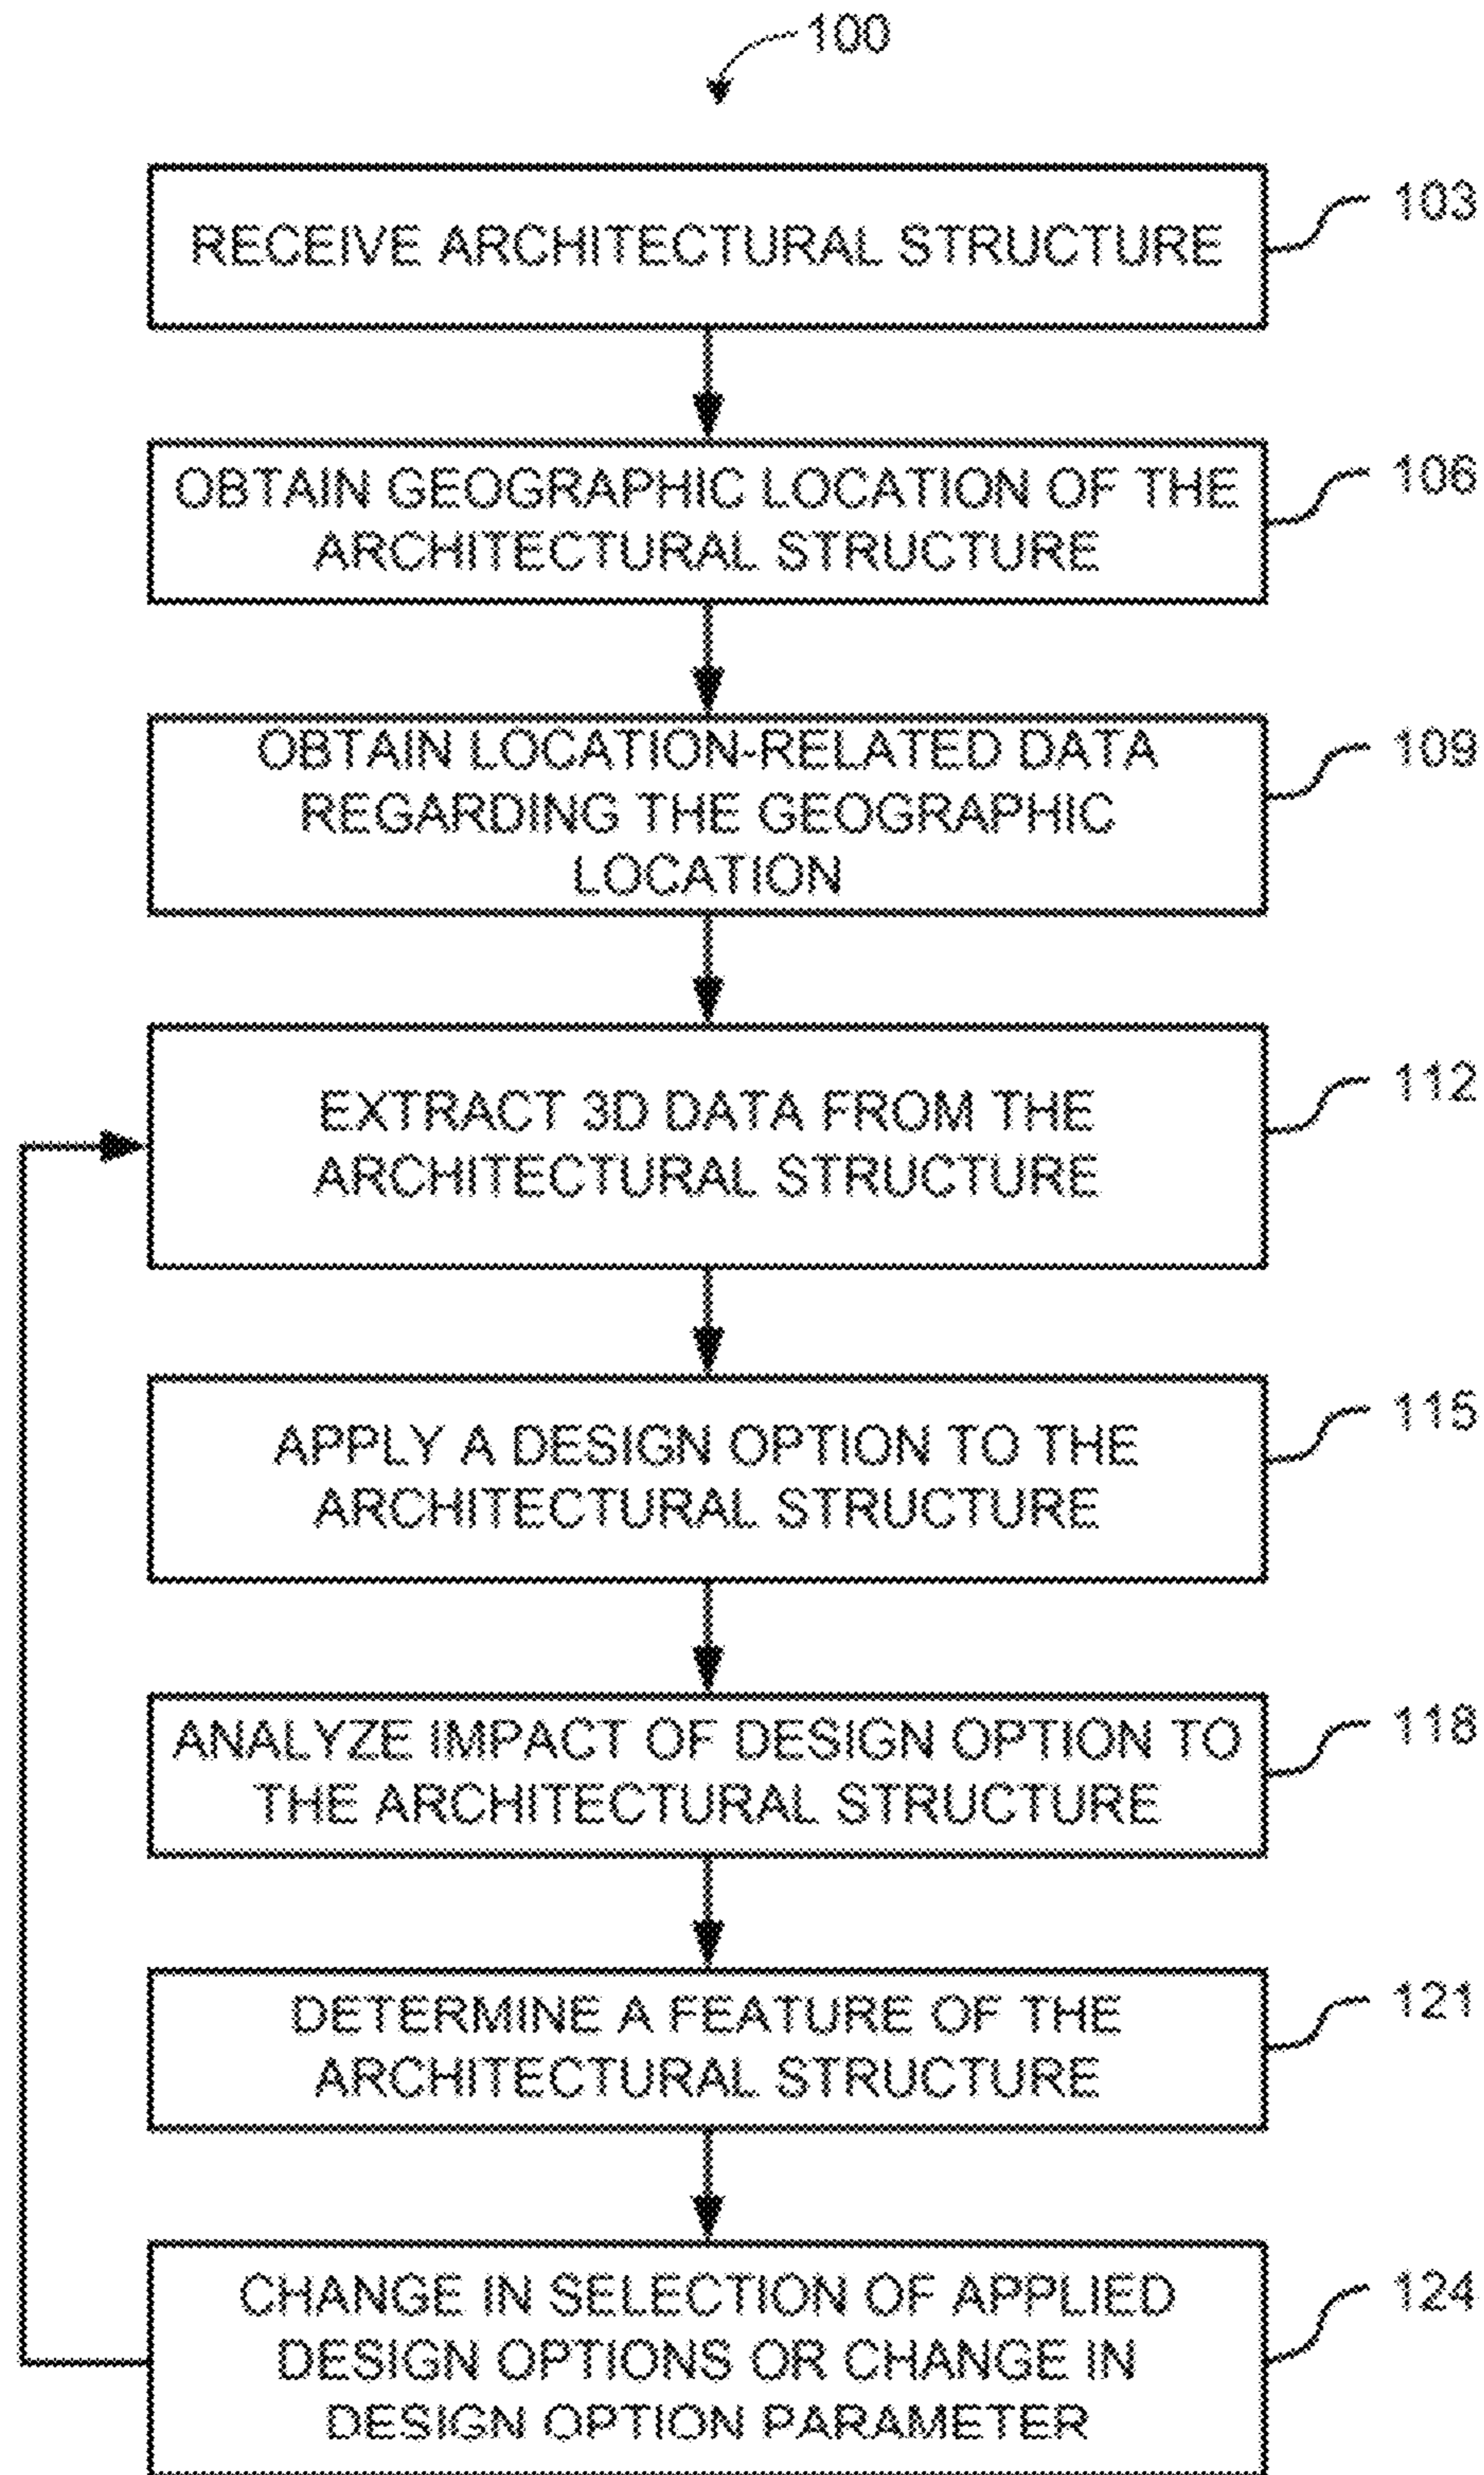 100
RECEIVE ARCHITECTURAL STRUCTURE
103
OBTAIN GEOGRAPHIC LOCATION OF THE
ARCHITECTURAL STRUCTURE
106
OBTAIN LOCATION-RELATED DATA
REGARDING THE GEOGRAPHIC
LOCATION
109
EXTRACT 3D DATA FROM THE
ARCHITECTURAL STRUCTURE
112
APPLY A DESIGN OPTION TO THE
ARCHITECTURAL STRUCTURE
115
ANALYZE IMPACT OF DESIGN OPTION TO
THE ARCHITECTURAL STRUCTURE
118
DETERMINE A FEATURE OF THE
ARCHITECTURAL STRUCTURE
121
CHANGE IN SELECTION OF APPLIED
DESIGN OPTIONS OR CHANGE IN
DESIGN OPTION PARAMETER
124